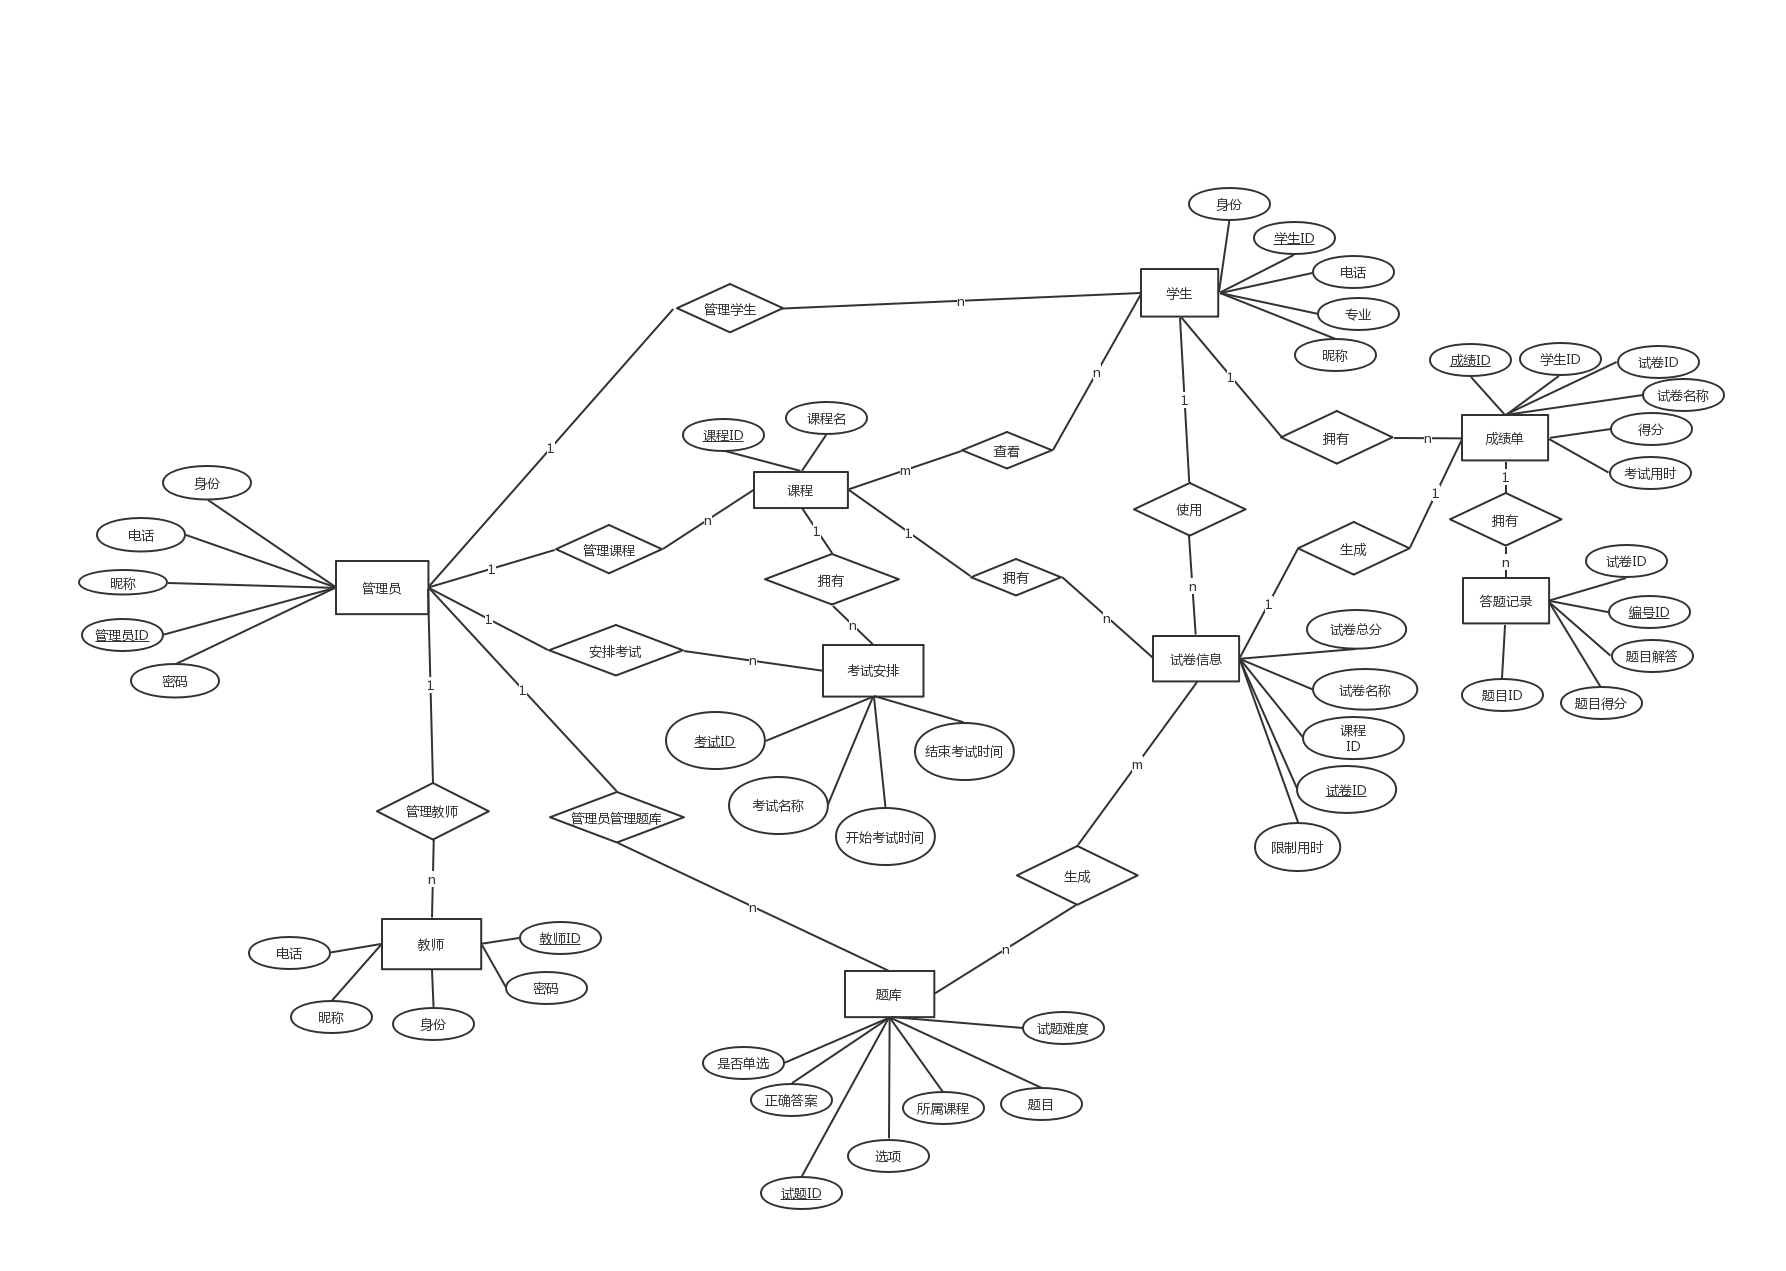 身份
学生ID
电话
专业
昵称
学生
管理学生
n
1
n
1
1
成绩ID
学生ID
试卷ID
试卷名称
得分
考试用时
成绩单
拥有
n
课程ID
课程名
课程
查看
m
使用
n
生成
1
1
1
拥有
n
答题记录
试卷ID
编号ID
题目解答
题目得分
题目ID
身份
电话
昵称
管理员ID
密码
管理员
管理课程
1
n
1
拥有
n
1
拥有
n
安排考试
1
n
考试安排
考试ID
考试名称
开始考试时间
结束考试时间
试卷信息
试卷总分
试卷名称
课程
ID
试卷ID
限制用时
1
管理教师
n
1
管理员管理题库
n
m
生成
n
教师
电话
昵称
身份
教师ID
密码
题库
试题难度
是否单选
正确答案
所属课程
题目
选项
试题ID